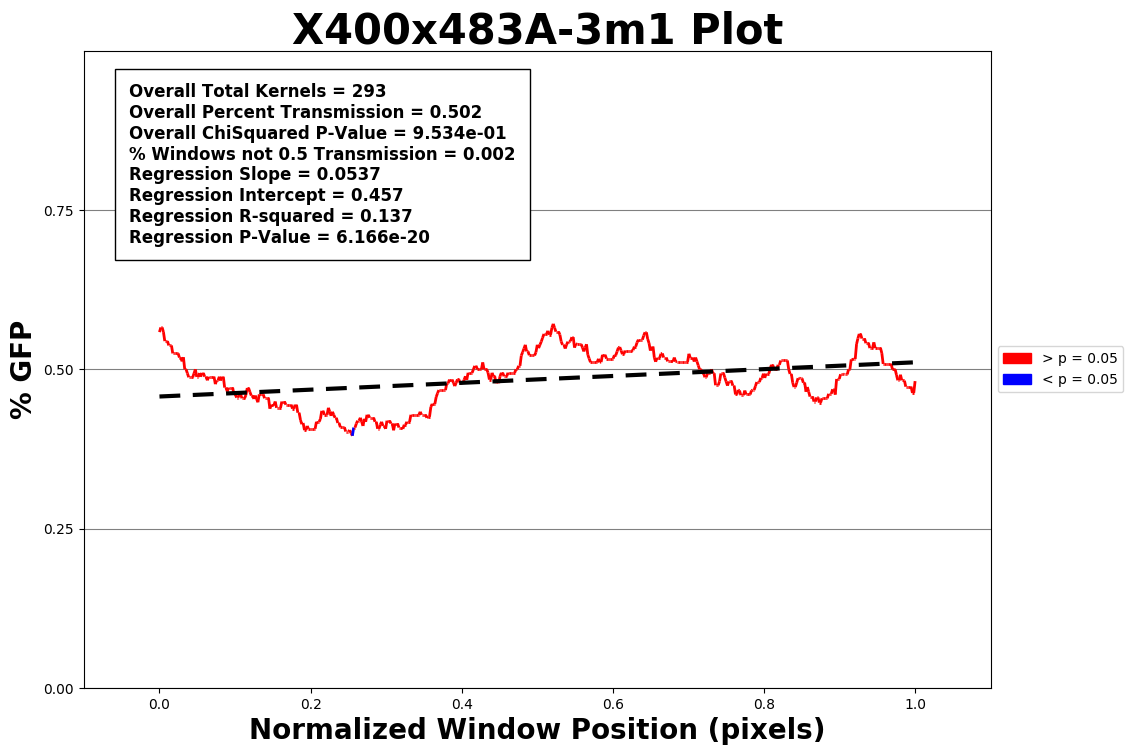 X400x483A-3m1 Plot
Overall Total Kernels = 293
Overall Percent Transmission = 0.502
Overall ChiSquared P-Value = 9.534e-01
% Windows not 0.5 Transmission = 0.002
Regression Slope = 0.0537
Regression Intercept = 0.457
Regression R-squared = 0.137
Regression P-Value = 6.166e-20
% GFP
0.75
0.50
0.25
0.00
> p = 0.05
< p = 0.05
0.0 0.2 0.4 0.6 0.8 1.0
Normalized Window Position (pixels)